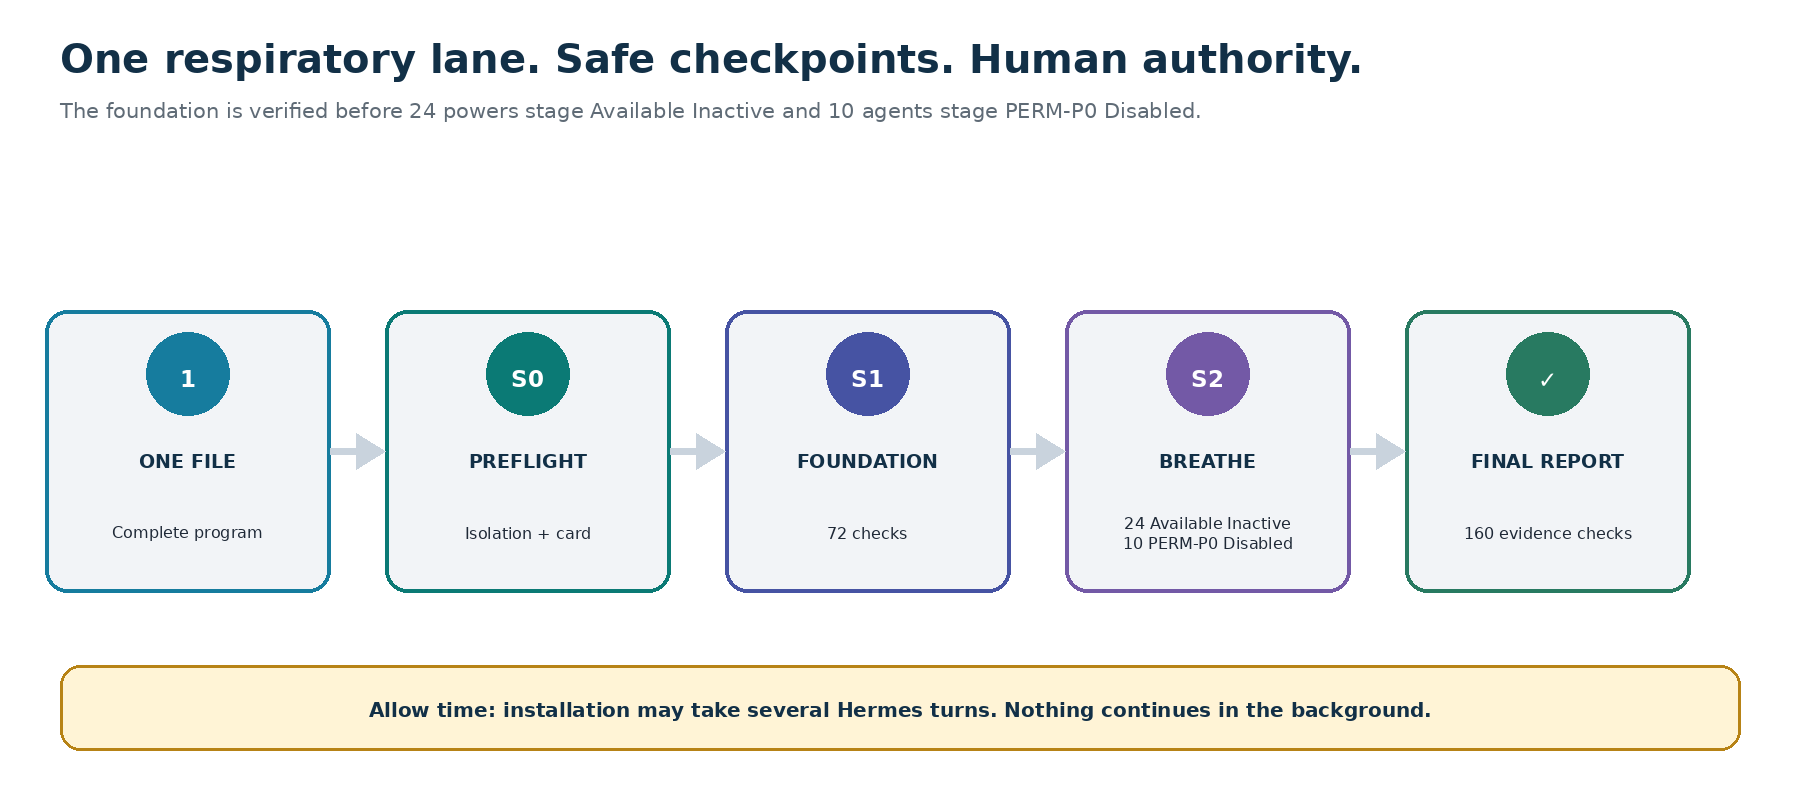 One respiratory lane. Safe checkpoints. Human authority.
The foundation is verified before 24 powers stage Available Inactive and 10 agents stage PERM-P0 Disabled.
1
ONE FILE
Complete program
S0
PREFLIGHT
Isolation + card
S1
FOUNDATION
72 checks
S2
BREATHE
24 Available Inactive
10 PERM-P0 Disabled
✓
FINAL REPORT
160 evidence checks
Allow time: installation may take several Hermes turns. Nothing continues in the background.